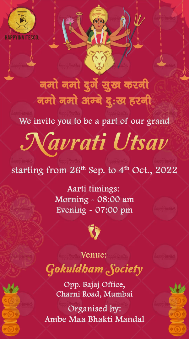 नमो नमो दुर्गे सुख करनी
नमो नमो अम्बे दुःख हरनी
We invite you to be a part of our grand
Navrati Utsav
starting from 26th Sep. to 4th Oct., 2022
Aarti timings:
Morning - 08:00 am
Evening - 07:00 pm
Venue:
Gokuldham Society
Opp. Bajaj Office,
Charni Road, Mumbai
Organised by:
Ambe Maa Bhakti Mandal